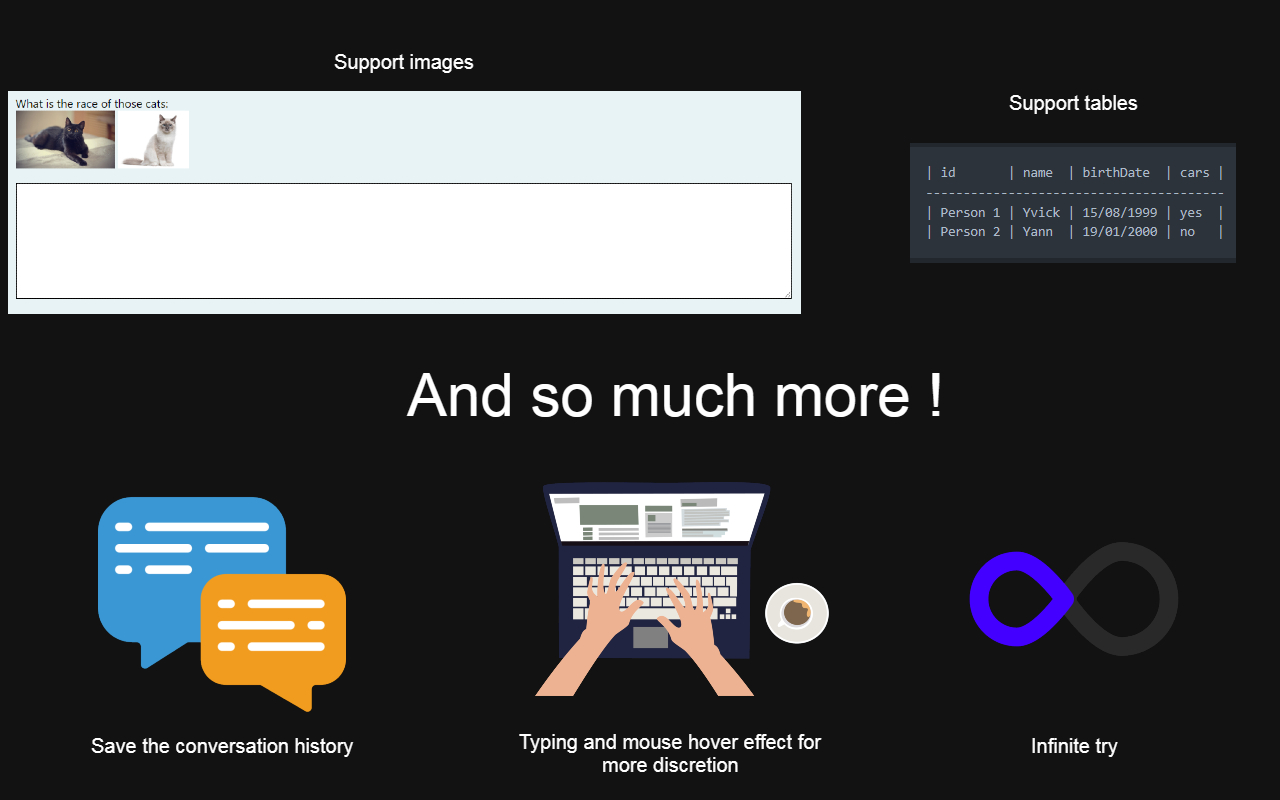 Support images
What is the race of those cats:
Support tables
| id | name | birthDate | cars |
----------------------------------------
| Person 1 | Yvick | 15/08/1999 | yes |
| Person 2 | Yann | 19/01/2000 | no |
And so much more !
Save the conversation history
Typing and mouse hover effect for
more discretion
Infinite try